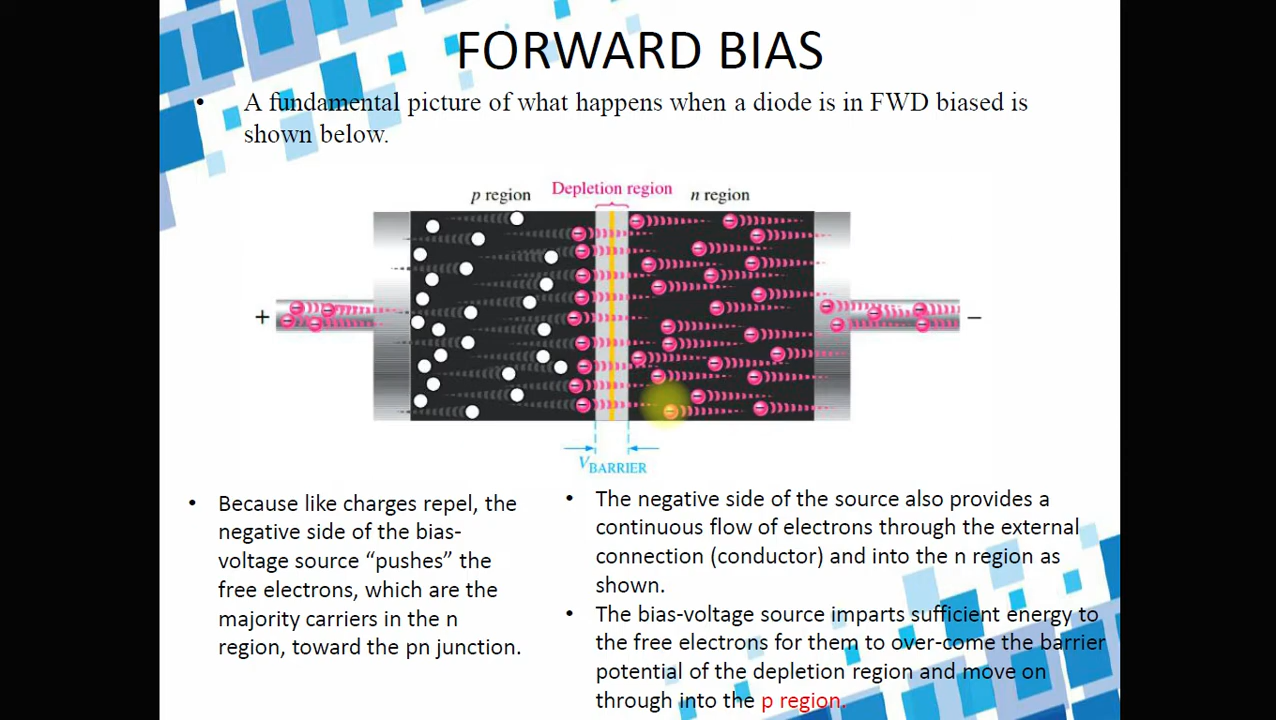 FORWARD BIAS
• A fundamental picture of what happens when a diode is in FWD biased is
shown below.
p region Depletion region n region
+ −
VBARRIER
• Because like charges repel, the
negative side of the bias-
voltage source “pushes” the
free electrons, which are the
majority carriers in the n
region, toward the pn junction.
• The negative side of the source also provides a
continuous flow of electrons through the external
connection (conductor) and into the n region as
shown.
• The bias-voltage source imparts sufficient energy to
the free electrons for them to over-come the barrier
potential of the depletion region and move on
through into the p region.